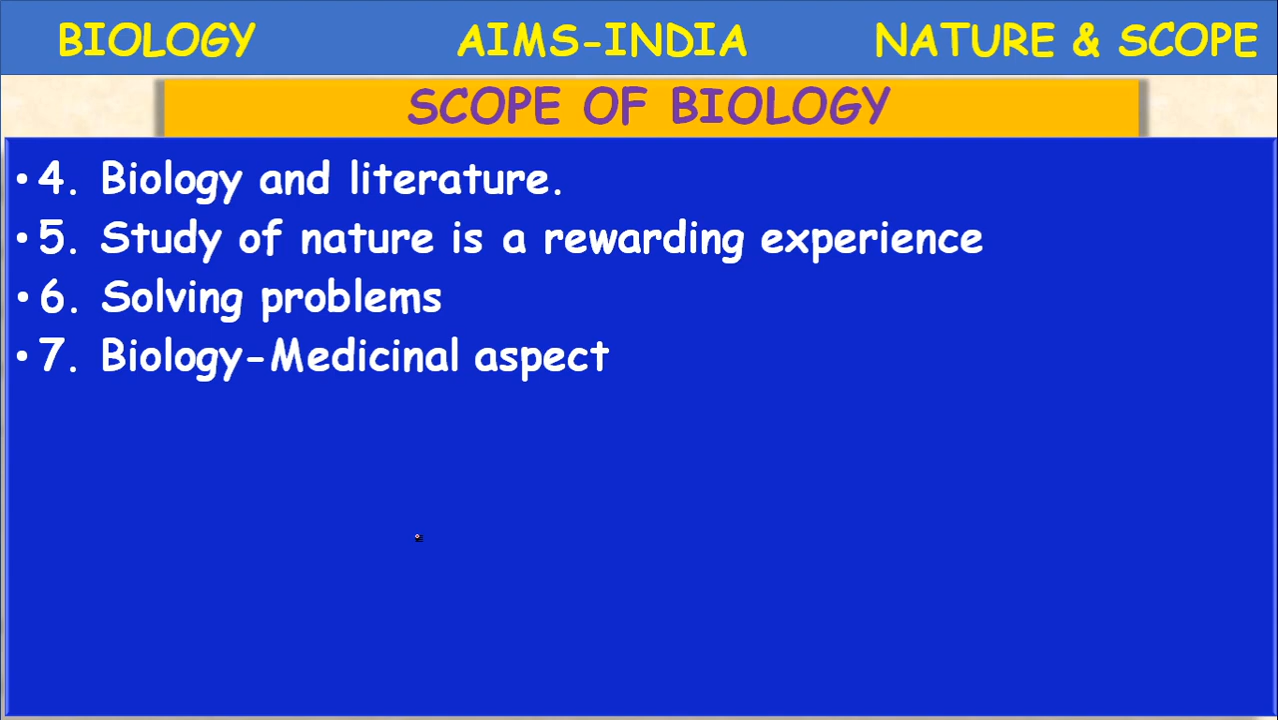 BIOLOGY AIMS-INDIA NATURE & SCOPE
SCOPE OF BIOLOGY
• 4. Biology and literature.
• 5. Study of nature is a rewarding experience
• 6. Solving problems
• 7. Biology-Medicinal aspect